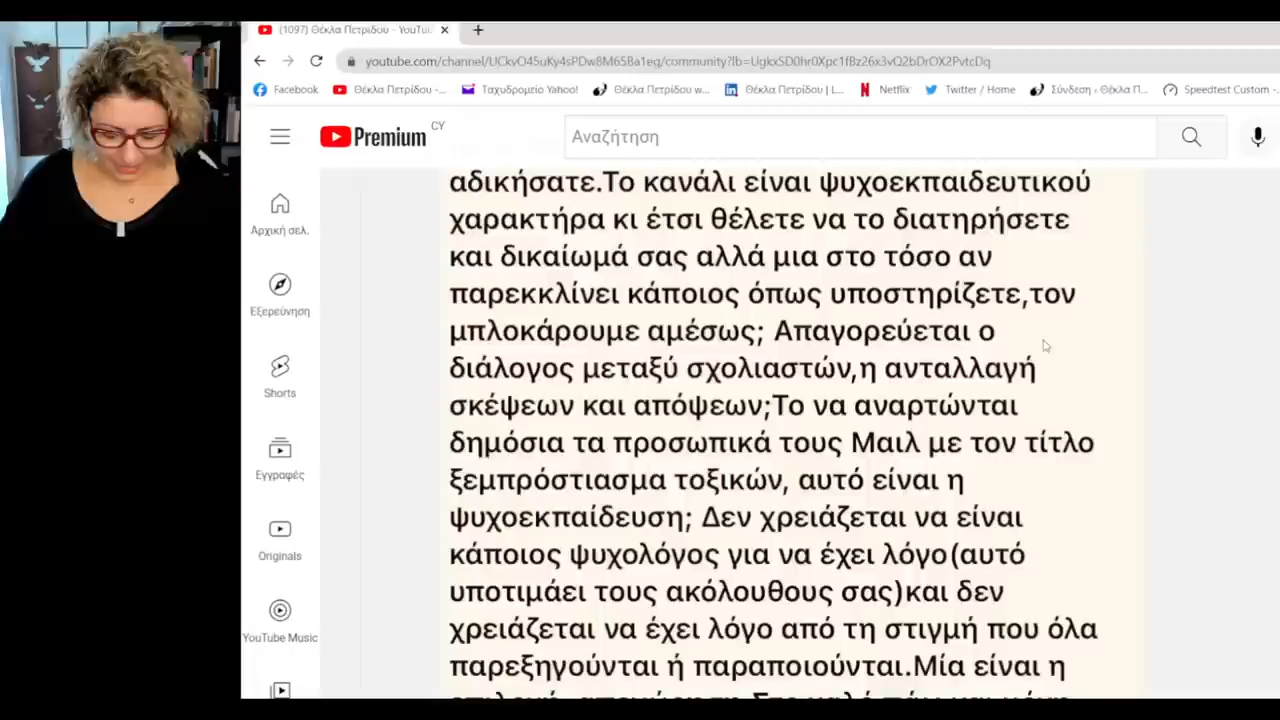 (1097) Θέκλα Πετρίδου - YouTu
youtube.com/channel/UCkvO45uKy4sPDw8M65Ba1eg/community?lb=UgkxSD0hr0Xpc1fBz26x3vQ2bDrOX2PvtcDq
Facebook Θέκλα Πετρίδου -... Ταχυδρομείο Yahoo! Θέκλα Πετρίδου w... Θέκλα Πετρίδου | L... Netflix Twitter / Home Σύνδεση ‹ Θέκλα Π... Speedtest Custom -...
Premium CY
Αναζήτηση
Αρχική σελ.
Εξερεύνηση
Shorts
Εγγραφές
Originals
YouTube Music
αδικήσατε.Το κανάλι είναι ψυχοεκπαιδευτικού
χαρακτήρα κι έτσι θέλετε να το διατηρήσετε
και δικαίωμά σας αλλά μια στο τόσο αν
παρεκκλίνει κάποιος όπως υποστηρίζετε,τον
μπλοκάρουμε αμέσως; Απαγορεύεται ο
διάλογος μεταξύ σχολιαστών,η ανταλλαγή
σκέψεων και απόψεων;Το να αναρτώνται
δημόσια τα προσωπικά τους Μαιλ με τον τίτλο
ξεμπρόστιασμα τοξικών, αυτό είναι η
ψυχοεκπαίδευση; Δεν χρειάζεται να είναι
κάποιος ψυχολόγος για να έχει λόγο(αυτό
υποτιμάει τους ακόλουθους σας)και δεν
χρειάζεται να έχει λόγο από τη στιγμή που όλα
παρεξηγούνται ή παραποιούνται.Μία είναι η